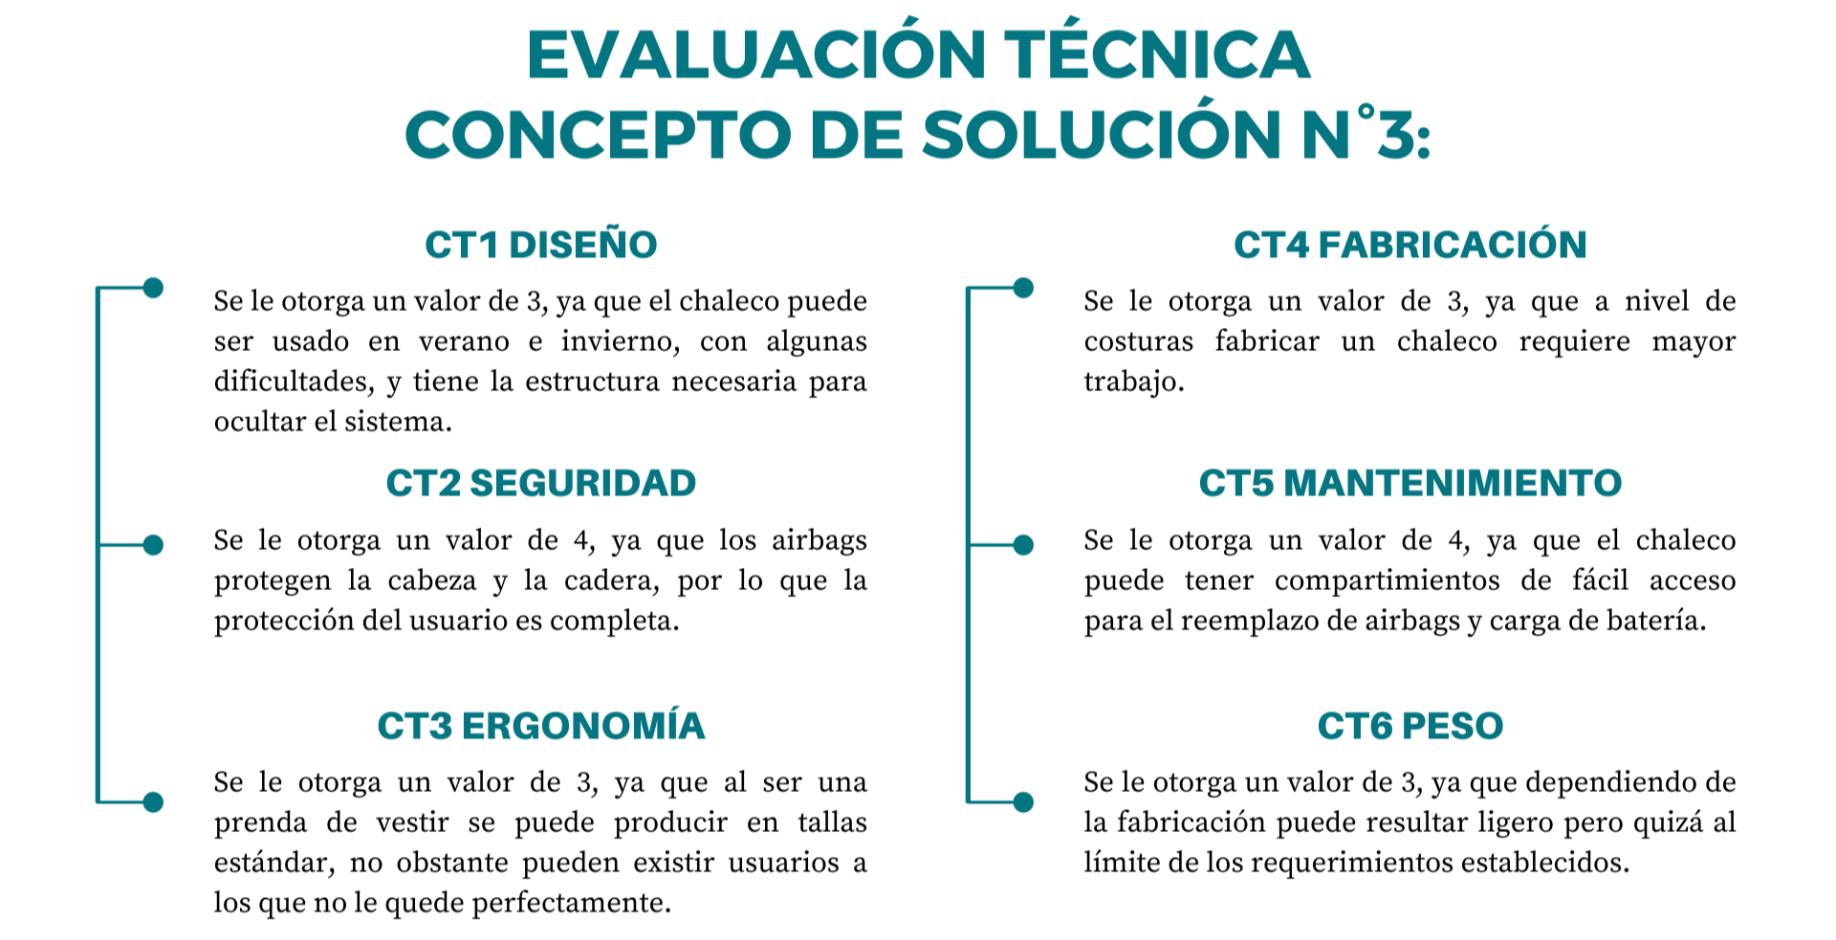 EVALUACIÓN TÉCNICA
CONCEPTO DE SOLUCIÓN N°3:
CT1 DISEÑO
Se le otorga un valor de 3, ya que el chaleco puede
ser usado en verano e invierno, con algunas
dificultades, y tiene la estructura necesaria para
ocultar el sistema.
CT2 SEGURIDAD
Se le otorga un valor de 4, ya que los airbags
protegen la cabeza y la cadera, por lo que la
protección del usuario es completa.
CT3 ERGONOMÍA
Se le otorga un valor de 3, ya que al ser una
prenda de vestir se puede producir en tallas
estándar, no obstante pueden existir usuarios a
los que no le quede perfectamente.
CT4 FABRICACIÓN
Se le otorga un valor de 3, ya que a nivel de
costuras fabricar un chaleco requiere mayor
trabajo.
CT5 MANTENIMIENTO
Se le otorga un valor de 4, ya que el chaleco
puede tener compartimientos de fácil acceso
para el reemplazo de airbags y carga de batería.
CT6 PESO
Se le otorga un valor de 3, ya que dependiendo de
la fabricación puede resultar ligero pero quizá al
límite de los requerimientos establecidos.